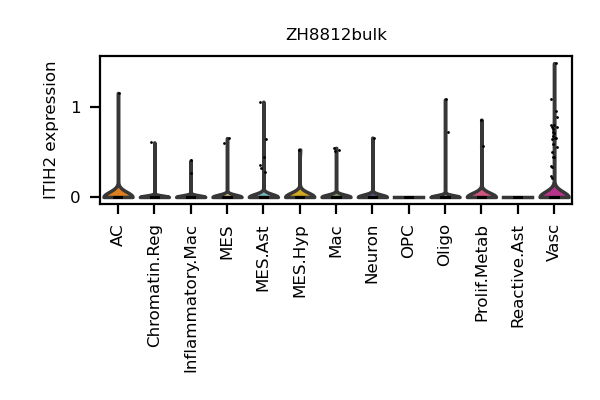 ZH8812bulk
ITIH2 expression
1
0
AC
Chromatin.Reg
Inflammatory.Mac
MES
MES.Ast
MES.Hyp
Mac
Neuron
OPC
Oligo
Prolif.Metab
Reactive.Ast
Vasc